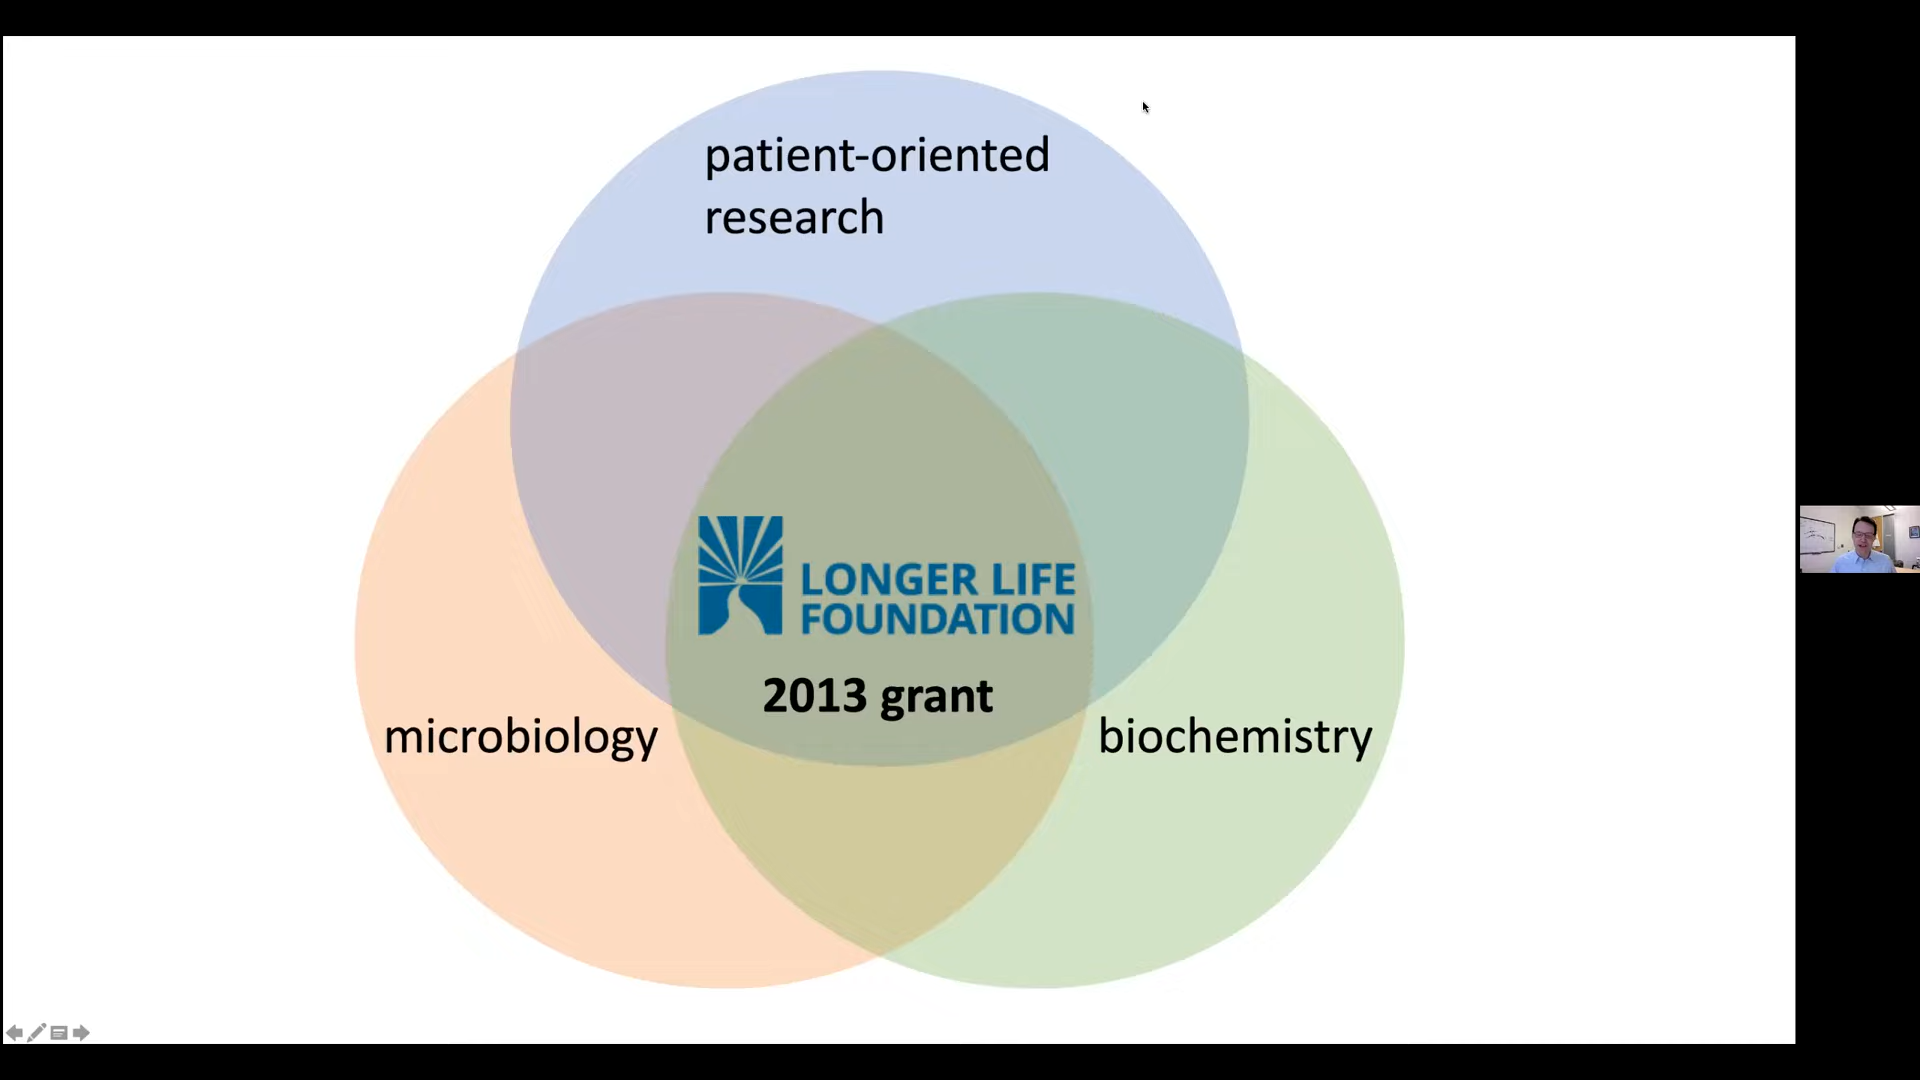 patient-oriented
research
LONGER LIFE
FOUNDATION
2013 grant
microbiology
biochemistry